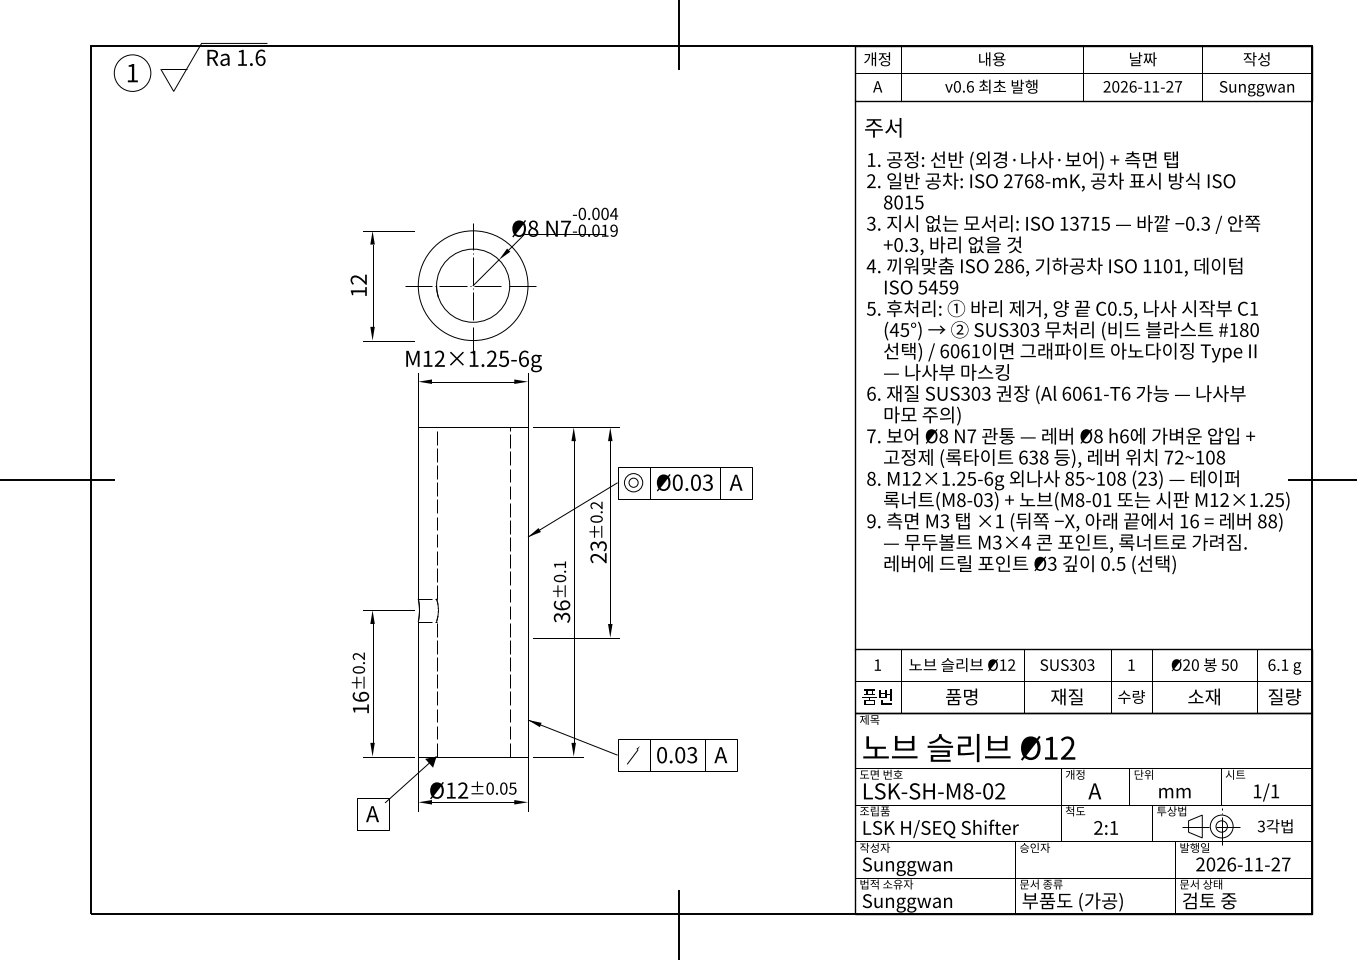 1
Ra 1.6
개정 내용 날짜 작성
A v0.6 최초 발행 2026-11-27 Sunggwan
주서
1. 공정: 선반 (외경·나사·보어) + 측면 탭
2. 일반 공차: ISO 2768-mK, 공차 표시 방식 ISO
8015
3. 지시 없는 모서리: ISO 13715 — 바깥 −0.3 / 안쪽
+0.3, 바리 없을 것
4. 끼워맞춤 ISO 286, 기하공차 ISO 1101, 데이텀
ISO 5459
5. 후처리: ① 바리 제거, 양 끝 C0.5, 나사 시작부 C1
(45°) → ② SUS303 무처리 (비드 블라스트 #180
선택) / 6061이면 그래파이트 아노다이징 Type II
— 나사부 마스킹
6. 재질 SUS303 권장 (Al 6061-T6 가능 — 나사부
마모 주의)
7. 보어 Ø8 N7 관통 — 레버 Ø8 h6에 가벼운 압입 +
고정제 (록타이트 638 등), 레버 위치 72~108
8. M12×1.25-6g 외나사 85~108 (23) — 테이퍼
록너트(M8-03) + 노브(M8-01 또는 시판 M12×1.25)
9. 측면 M3 탭 ×1 (뒤쪽 −X, 아래 끝에서 16 = 레버 88)
— 무두볼트 M3×4 콘 포인트, 록너트로 가려짐.
레버에 드릴 포인트 Ø3 깊이 0.5 (선택)
Ø8 N7 -0.004
-0.019
12
M12×1.25-6g
Ø0.03 A
23±0.2
36±0.1
16±0.2
0.03 A
Ø12±0.05
A
1 노브 슬리브 Ø12 SUS303 1 Ø20 봉 50 6.1 g
품번 품명 재질 수량 소재 질량
제목
노브 슬리브 Ø12
도면 번호 개정 단위 시트
LSK-SH-M8-02 A mm 1/1
조립품 척도 투상법
LSK H/SEQ Shifter 2:1 3각법
작성자 승인자 발행일
Sunggwan 2026-11-27
법적 소유자 문서 종류 문서 상태
Sunggwan 부품도 (가공) 검토 중